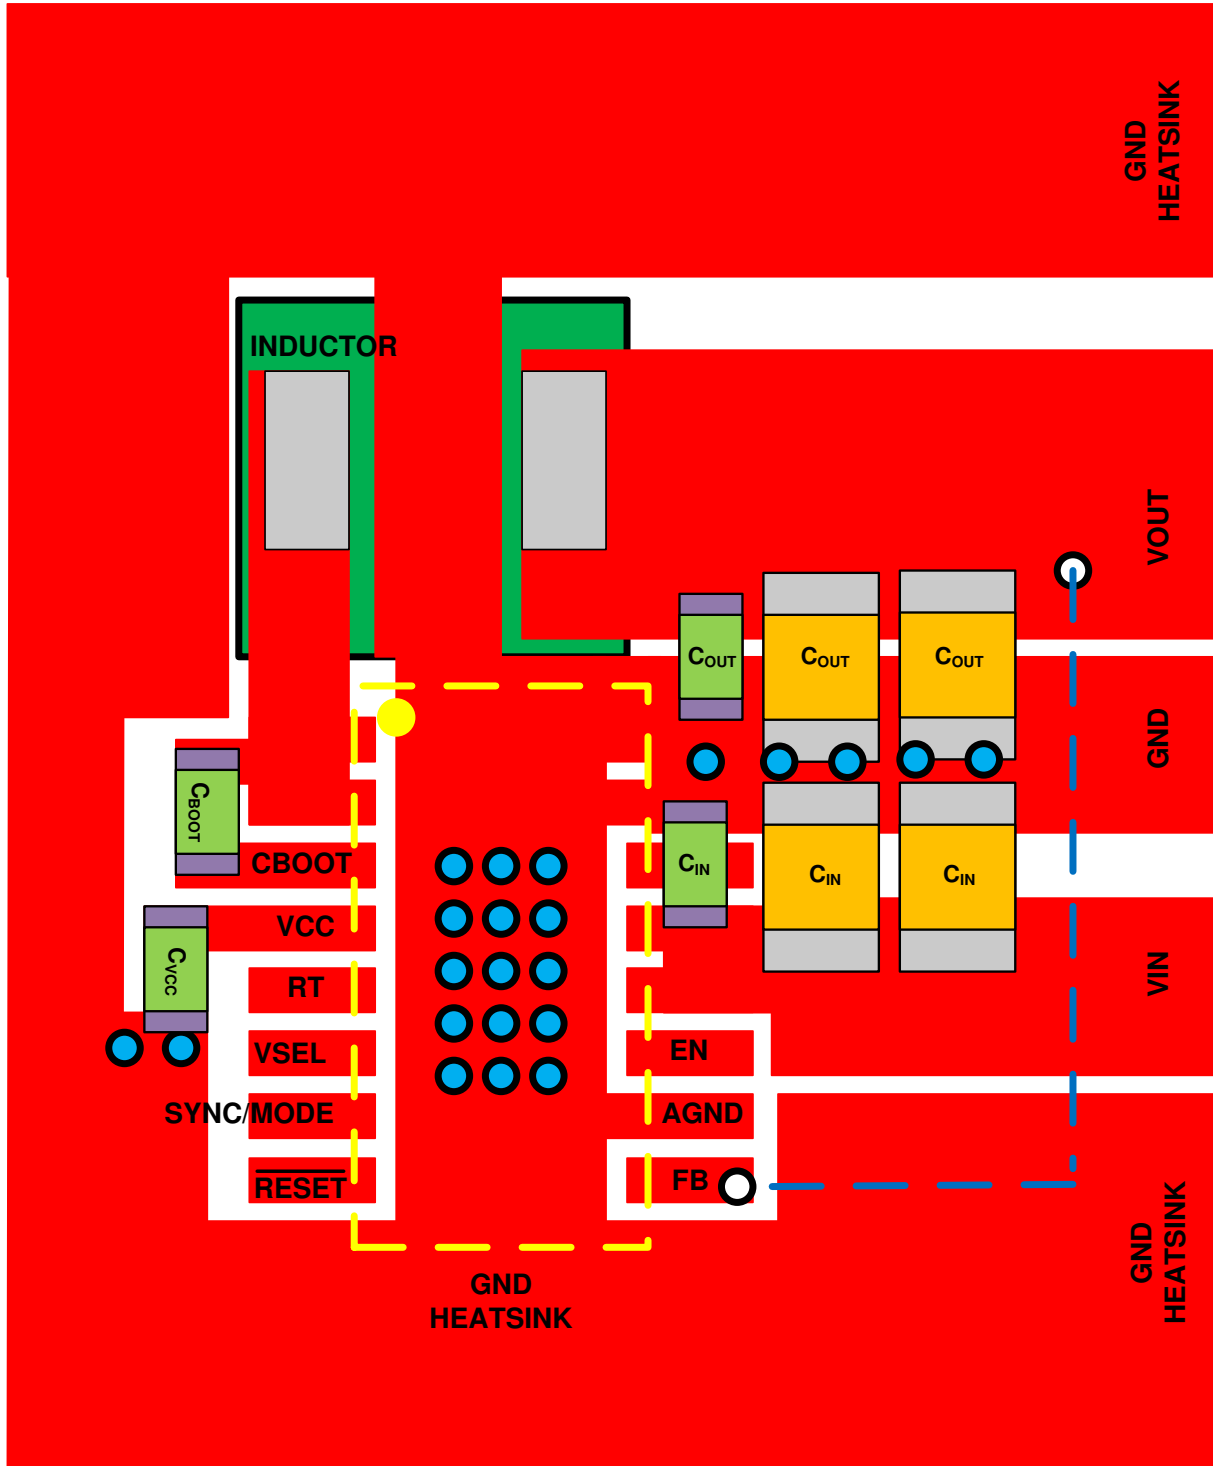 GND
HEATSINK
INDUCTOR
VOUT
COUT
COUT
COUT
GND
CBOOT
CBOOT
CIN
CIN
CIN
VCC
CVCC
VIN
RT
VSEL
EN
SYNC/MODE
AGND
RESET
FB
GND
HEATSINK
GND
HEATSINK